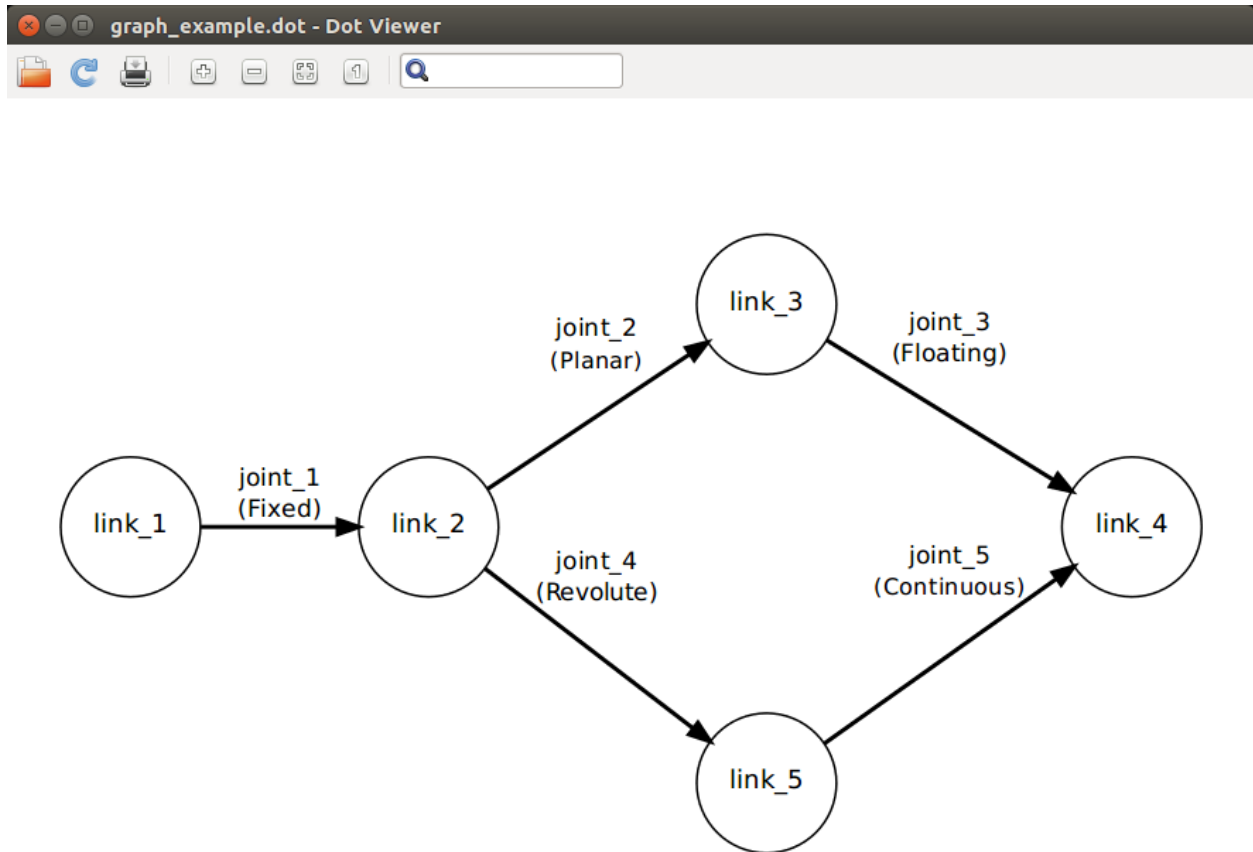 graph_example.dot - Dot Viewer
link_3
joint_2
(Planar)
joint_3
(Floating)
link_1
joint_1
(Fixed)
link_2
link_4
joint_4
(Revolute)
joint_5
(Continuous)
link_5